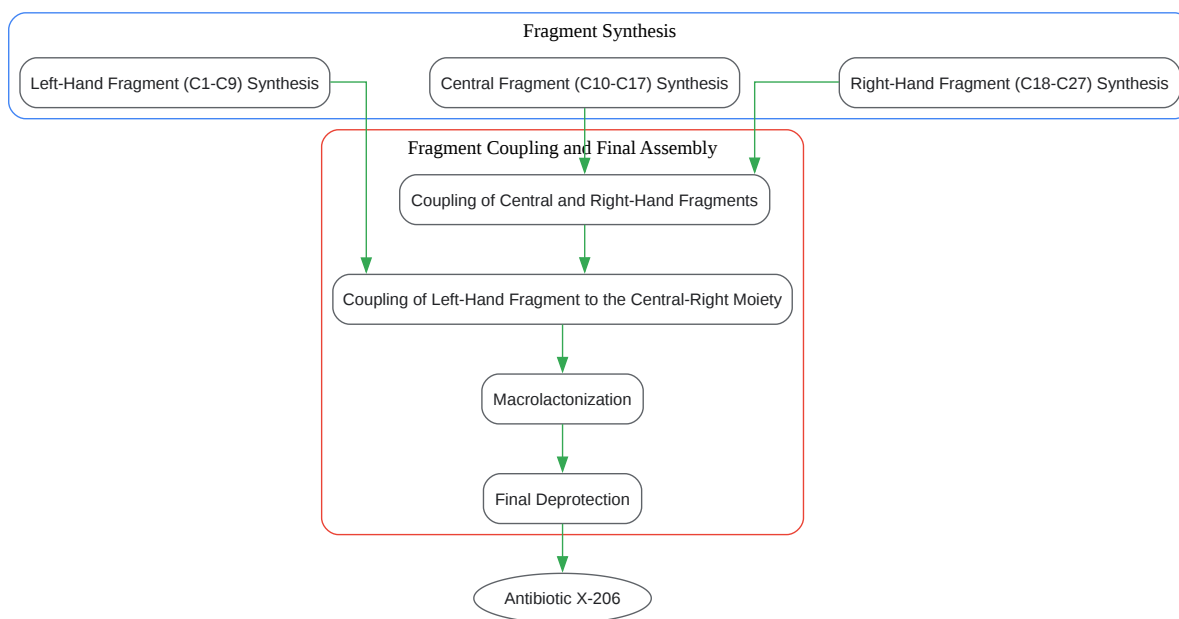 Fragment Synthesis
Left-Hand Fragment (C1-C9) Synthesis
Central Fragment (C10-C17) Synthesis
Right-Hand Fragment (C18-C27) Synthesis
Fragment Coupling and Final Assembly
Coupling of Central and Right-Hand Fragments
Coupling of Left-Hand Fragment to the Central-Right Moiety
Macrolactonization
Final Deprotection
Antibiotic X-206